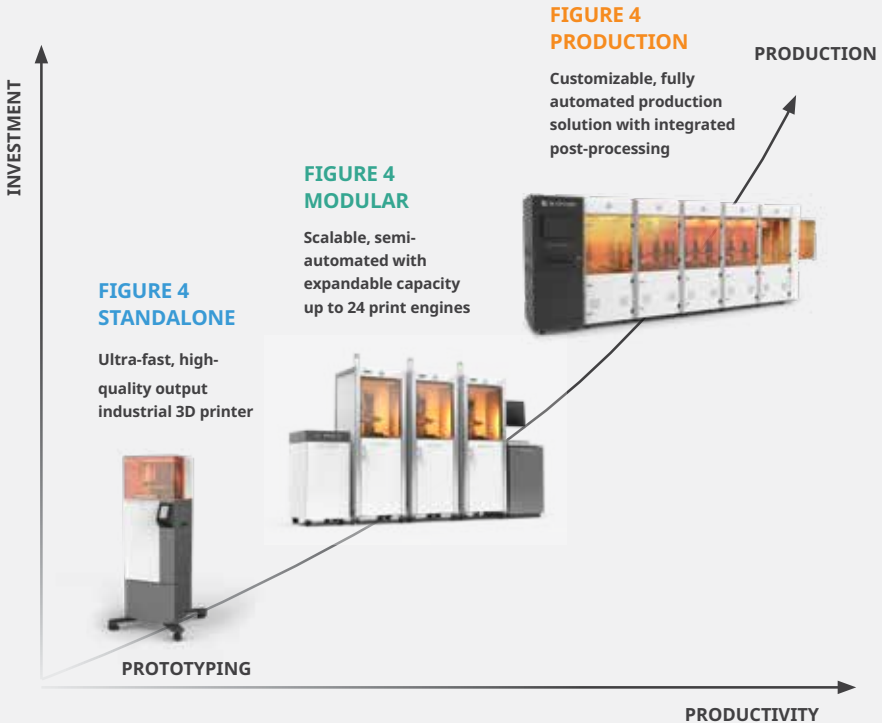 FIGURE 4
PRODUCTION
PRODUCTION
Customizable, fully
automated production
solution with integrated
post-processing
INVESTMENT
FIGURE 4
MODULAR
Scalable, semi-
automated with
expandable capacity
up to 24 print engines
FIGURE 4
STANDALONE
Ultra-fast, high-
quality output
industrial 3D printer
PROTOTYPING
PRODUCTIVITY